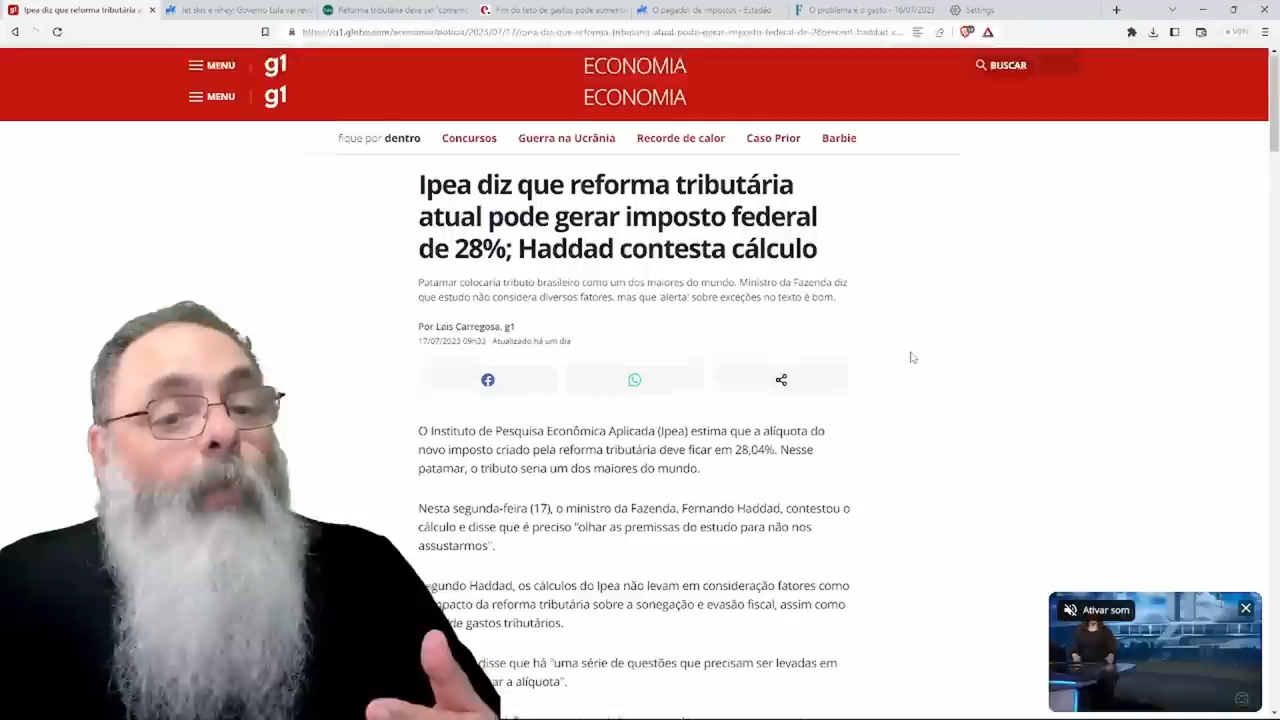 Ipea diz que reforma tributária a
Jet skis e whey! Governo Lula vai reve
Reforma tributária deve ser "comem
Fim do teto de gastos pode aument
O pagador de impostos - Estadão
O problema é o gasto - 16/07/2023
Settings
https://g1.globo.com/economia/noticia/2023/07/17/ipea-diz-que-reforma-tributaria-atual-pode-gerar-imposto-federal-de-28percent-haddad-c...
VPN
MENU
g1
ECONOMIA
BUSCAR
MENU
g1
ECONOMIA
fique por dentro Concursos Guerra na Ucrânia Recorde de calor Caso Prior Barbie
Ipea diz que reforma tributária
atual pode gerar imposto federal
de 28%; Haddad contesta cálculo
Patamar colocaria tributo brasileiro como um dos maiores do mundo. Ministro da Fazenda diz
que estudo não considera diversos fatores, mas que 'alerta' sobre exceções no texto é bom.
Por Lais Carregosa, g1
17/07/2023 09h33 Atualizado há um dia
O Instituto de Pesquisa Econômica Aplicada (Ipea) estima que a alíquota do
novo imposto criado pela reforma tributária deve ficar em 28,04%. Nesse
patamar, o tributo seria um dos maiores do mundo.
Nesta segunda-feira (17), o ministro da Fazenda, Fernando Haddad, contestou o
cálculo e disse que é preciso "olhar as premissas do estudo para não nos
assustarmos".
egundo Haddad, os cálculos do Ipea não levam em consideração fatores como
pacto da reforma tributária sobre a sonegação e evasão fiscal, assim como
de gastos tributários.
disse que há "uma série de questões que precisam ser levadas em
ar a alíquota".
Ativar som